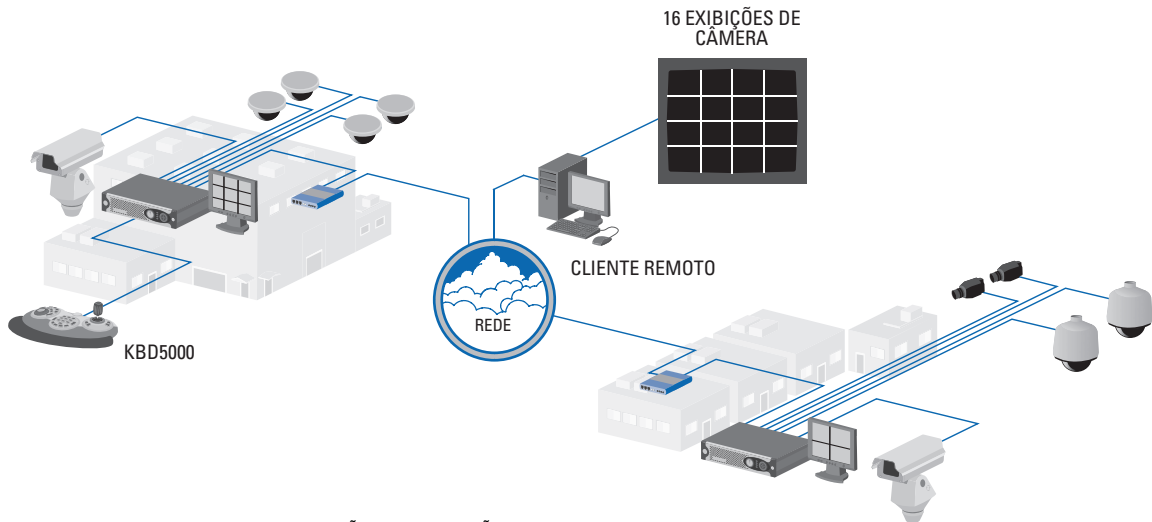 16 EXIBIÇÕES DE
CÂMERA
CLIENTE REMOTO
REDE
KBD5000